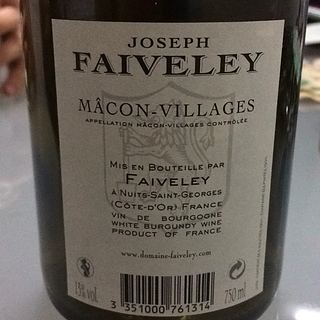 JOSEPH
FAIVELEY
MÂCON-VILLAGES
APPELLATION MÂCON-VILLAGES CONTRÔLÉE
MIS EN BOUTEILLE PAR
FAIVELEY
À NUITS-SAINT-GEORGES
(CÔTE-D'OR) FRANCE
VIN DE BOURGOGNE
WHITE BURGUNDY WINE
PRODUCT OF FRANCE
www.domaine-faiveley.com
13% vol.
750 ml
3 351000 761314